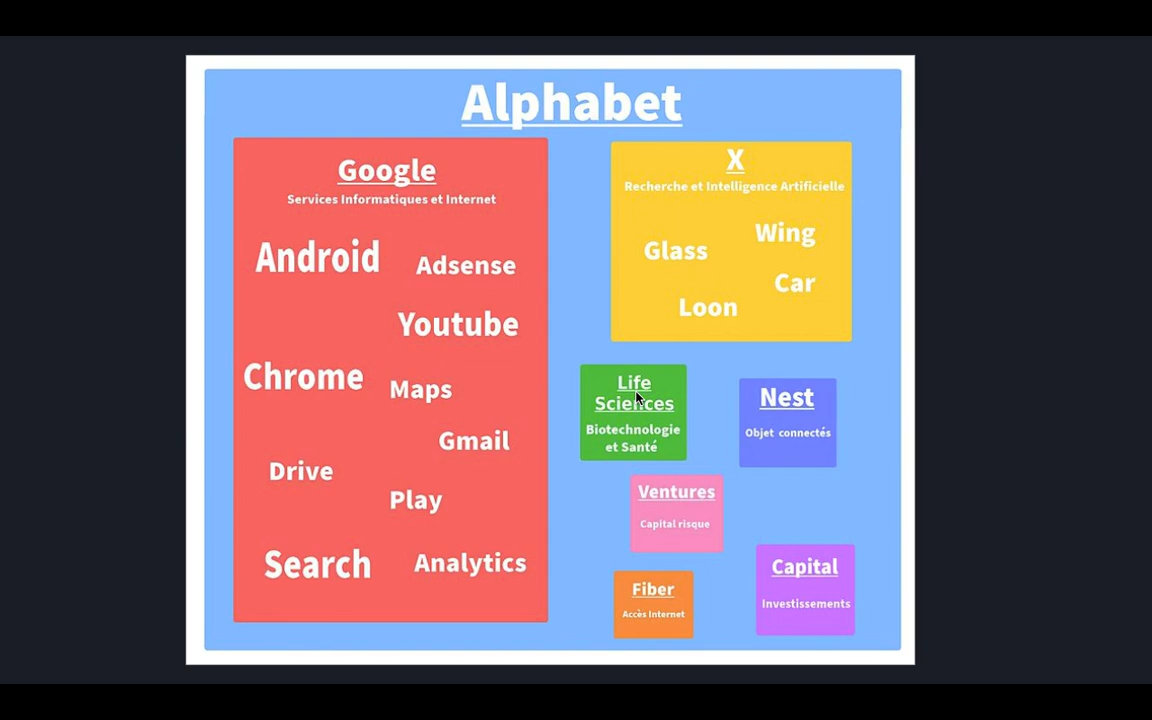 Alphabet
Google
Services Informatiques et Internet
Android
Adsense
Youtube
Chrome
Maps
Gmail
Drive
Play
Search
Analytics
X
Recherche et Intelligence Artificielle
Wing
Glass
Car
Loon
Life
Sciences
Biotechnologie
et Santé
Nest
Objet connectés
Ventures
Capital risque
Capital
Investissements
Fiber
Accès Internet